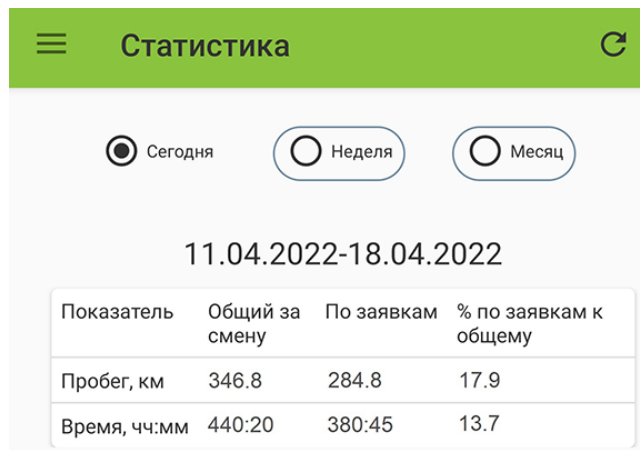 Статистика
Сегодня Неделя Месяц
11.04.2022-18.04.2022
Показатель Общий за смену По заявкам % по заявкам к общему
Пробег, км 346.8 284.8 17.9
Время, чч:мм 440:20 380:45 13.7